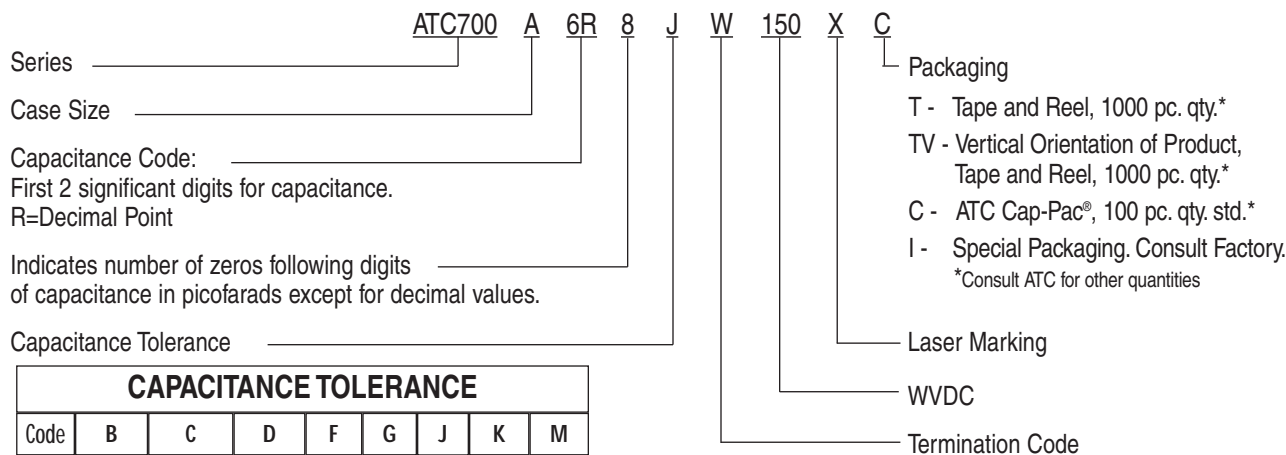 ATC700 A 6R 8 J W 150 X C
Series
Case Size
Capacitance Code:
First 2 significant digits for capacitance.
R=Decimal Point
Indicates number of zeros following digits
of capacitance in picofarads except for decimal values.
Capacitance Tolerance
CAPACITANCE TOLERANCE
Code B C D F G J K M
Packaging
T - Tape and Reel, 1000 pc. qty.*
TV - Vertical Orientation of Product,
Tape and Reel, 1000 pc. qty.*
C - ATC Cap-Pac®, 100 pc. qty. std.*
I - Special Packaging. Consult Factory.
*Consult ATC for other quantities
Laser Marking
WVDC
Termination Code